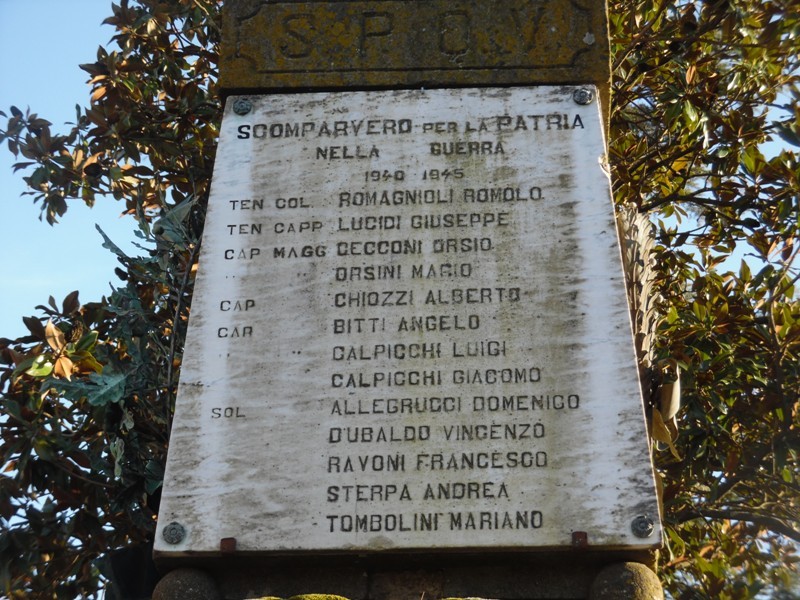 S.P.Q.V.
SCOMPARVERO PER LA PATRIA
NELLA GUERRA
1940 1945
TEN COL. ROMAGNIOLI ROMOLO
TEN CAPP LUCIDI GIUSEPPE
CAP MAGG CECCONI ORSIO
" " ORSINI MARIO
CAP CHIOZZI ALBERTO
CAR BITTI ANGELO
" " CALPICCHI LUIGI
CALPICCHI GIACOMO
SOL ALLEGRUCCI DOMENICO
D'UBALDO VINCENZO
RAVONI FRANCESCO
STERPA ANDREA
TOMBOLINI MARIANO